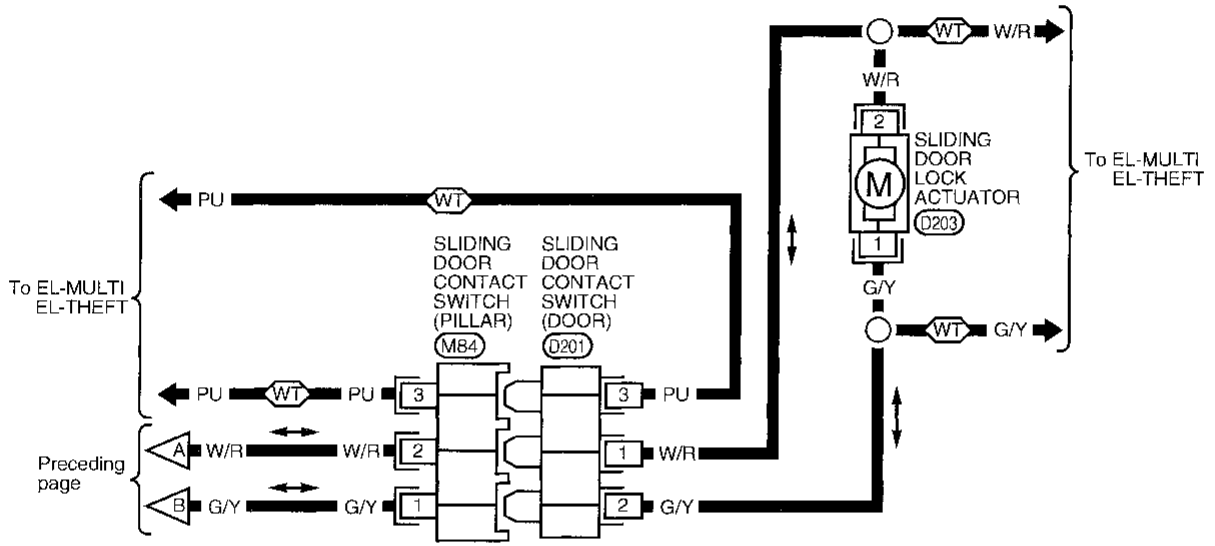 WT
W/R
W/R
2
SLIDING
DOOR
LOCK
ACTUATOR
D203
M
1
G/Y
WT
G/Y
To EL-MULTI
EL-THEFT
PU
WT
To EL-MULTI
EL-THEFT
SLIDING
DOOR
CONTACT
SWITCH
(PILLAR)
M84
SLIDING
DOOR
CONTACT
SWITCH
(DOOR)
D201
PU
WT
PU
3
3
PU
Preceding
page
A
W/R
W/R
2
1
W/R
B
G/Y
G/Y
1
2
G/Y